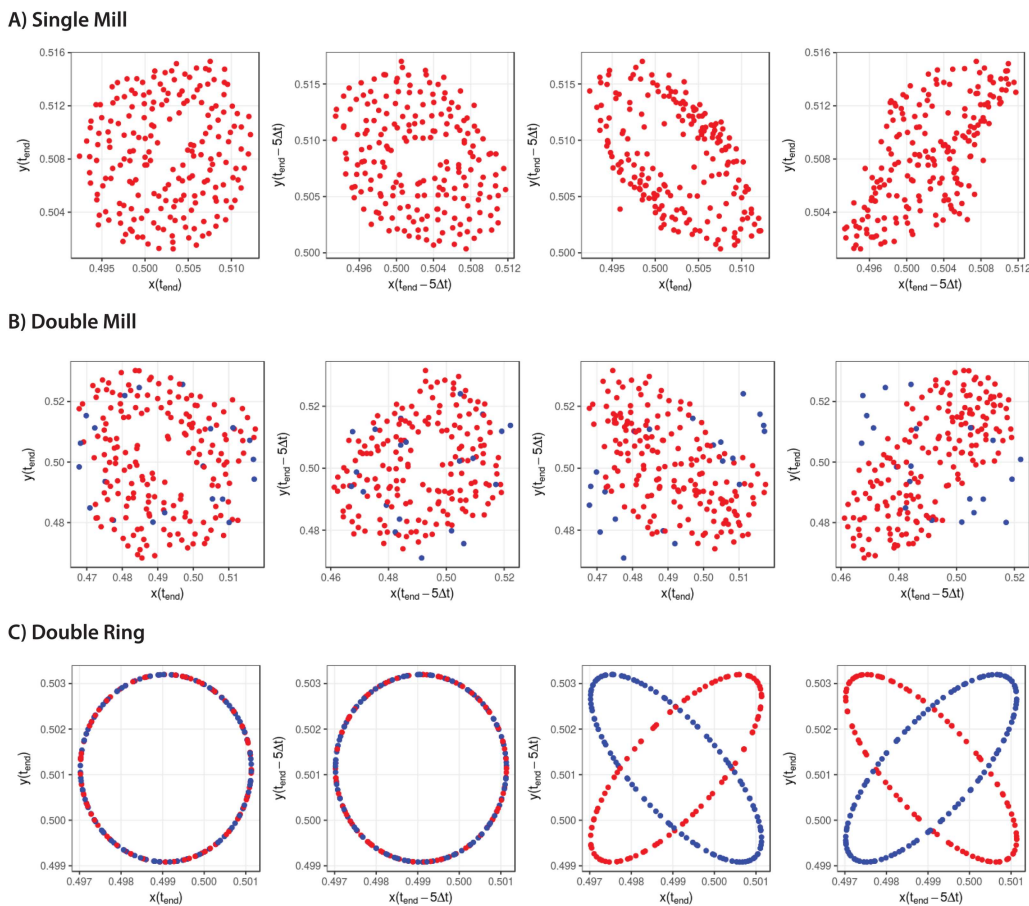 A) Single Mill
0.516
0.512
0.508
0.504
y(tend)
0.495 0.500 0.505 0.510
x(tend)
0.515
0.510
0.505
0.500
y(tend − 5Δt)
0.496 0.500 0.504 0.508 0.512
x(tend − 5Δt)
0.515
0.510
0.505
0.500
y(tend − 5Δt)
0.495 0.500 0.505 0.510
x(tend)
0.516
0.512
0.508
0.504
y(tend)
0.496 0.500 0.504 0.508 0.512
x(tend − 5Δt)
B) Double Mill
0.52
0.50
0.48
y(tend)
0.47 0.48 0.49 0.50 0.51
x(tend)
0.52
0.50
0.48
y(tend − 5Δt)
0.46 0.48 0.50 0.52
x(tend − 5Δt)
0.52
0.50
0.48
y(tend − 5Δt)
0.47 0.48 0.49 0.50 0.51
x(tend)
0.52
0.50
0.48
y(tend)
0.46 0.48 0.50 0.52
x(tend − 5Δt)
C) Double Ring
0.503
0.502
0.501
0.500
0.499
y(tend)
0.497 0.498 0.499 0.500 0.501
x(tend)
0.503
0.502
0.501
0.500
0.499
y(tend − 5Δt)
0.497 0.498 0.499 0.500 0.501
x(tend − 5Δt)
0.503
0.502
0.501
0.500
0.499
y(tend − 5Δt)
0.497 0.498 0.499 0.500 0.501
x(tend)
0.503
0.502
0.501
0.500
0.499
y(tend)
0.497 0.498 0.499 0.500 0.501
x(tend − 5Δt)